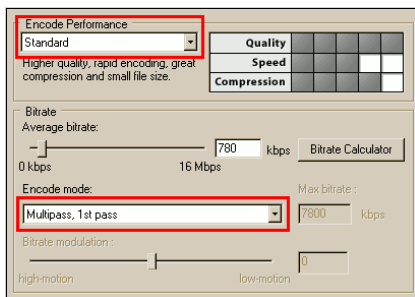 Encode Performance
Standard
Higher quality, rapid encoding, great
compression and small file size.
Quality
Speed
Compression
Bitrate
Average bitrate:
780 kbps
Bitrate Calculator
0 kbps 16 Mbps
Encode mode:
Max bitrate :
Multipass, 1st pass
7800 kbps
Bitrate modulation :
0
high-motion low-motion